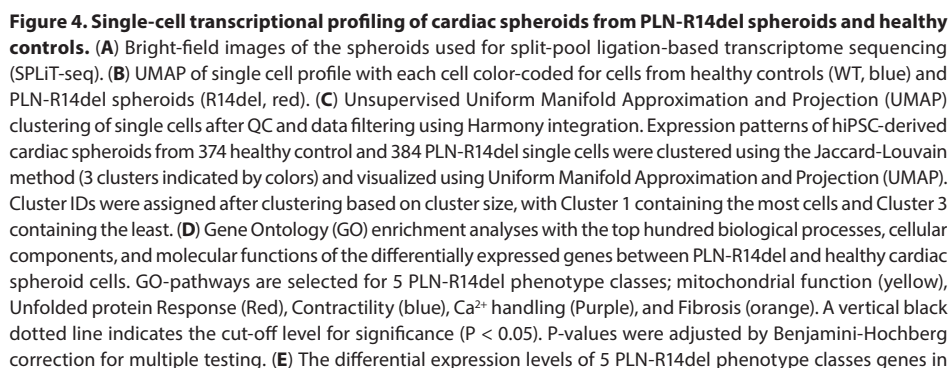 Figure 4. Single-cell transcriptional profiling of cardiac spheroids from PLN-R14del spheroids and healthy
controls. (A) Bright-field images of the spheroids used for split-pool ligation-based transcriptome sequencing
(SPLiT-seq). (B) UMAP of single cell profile with each cell color-coded for cells from healthy controls (WT, blue) and
PLN-R14del spheroids (R14del, red). (C) Unsupervised Uniform Manifold Approximation and Projection (UMAP)
clustering of single cells after QC and data filtering using Harmony integration. Expression patterns of hiPSC-derived
cardiac spheroids from 374 healthy control and 384 PLN-R14del single cells were clustered using the Jaccard-Louvain
method (3 clusters indicated by colors) and visualized using Uniform Manifold Approximation and Projection (UMAP).
Cluster IDs were assigned after clustering based on cluster size, with Cluster 1 containing the most cells and Cluster 3
containing the least. (D) Gene Ontology (GO) enrichment analyses with the top hundred biological processes, cellular
components, and molecular functions of the differentially expressed genes between PLN-R14del and healthy cardiac
spheroid cells. GO-pathways are selected for 5 PLN-R14del phenotype classes; mitochondrial function (yellow),
Unfolded protein Response (Red), Contractility (blue), Ca²⁺ handling (Purple), and Fibrosis (orange). A vertical black
dotted line indicates the cut-off level for significance (P < 0.05). P-values were adjusted by Benjamini-Hochberg
correction for multiple testing. (E) The differential expression levels of 5 PLN-R14del phenotype classes genes in